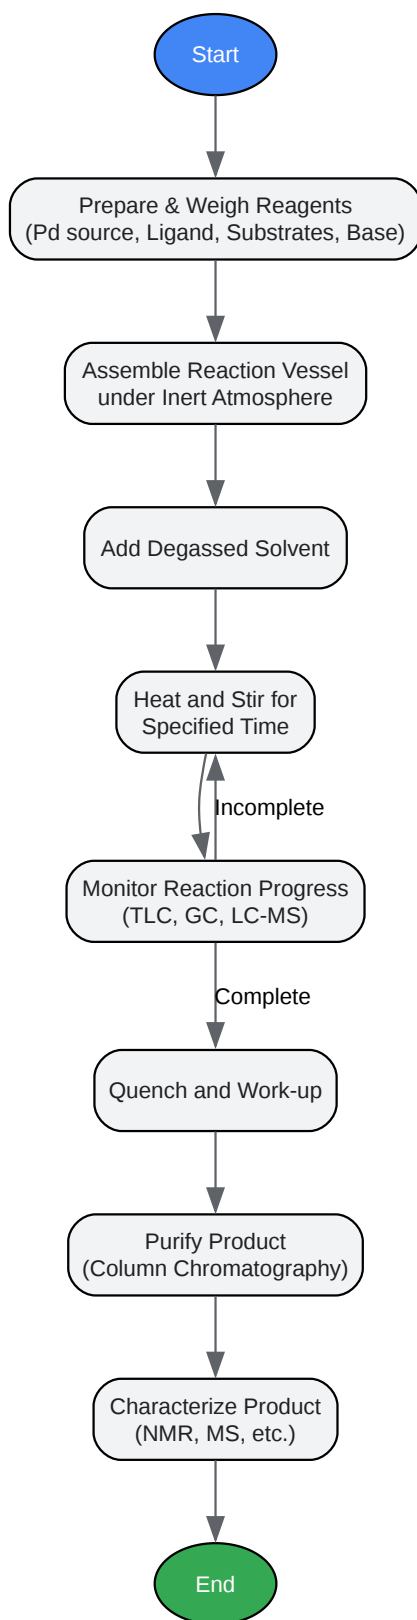 Start
Prepare & Weigh Reagents
(Pd source, Ligand, Substrates, Base)
Assemble Reaction Vessel
under Inert Atmosphere
Add Degassed Solvent
Heat and Stir for
Specified Time
Incomplete
Monitor Reaction Progress
(TLC, GC, LC-MS)
Complete
Quench and Work-up
Purify Product
(Column Chromatography)
Characterize Product
(NMR, MS, etc.)
End